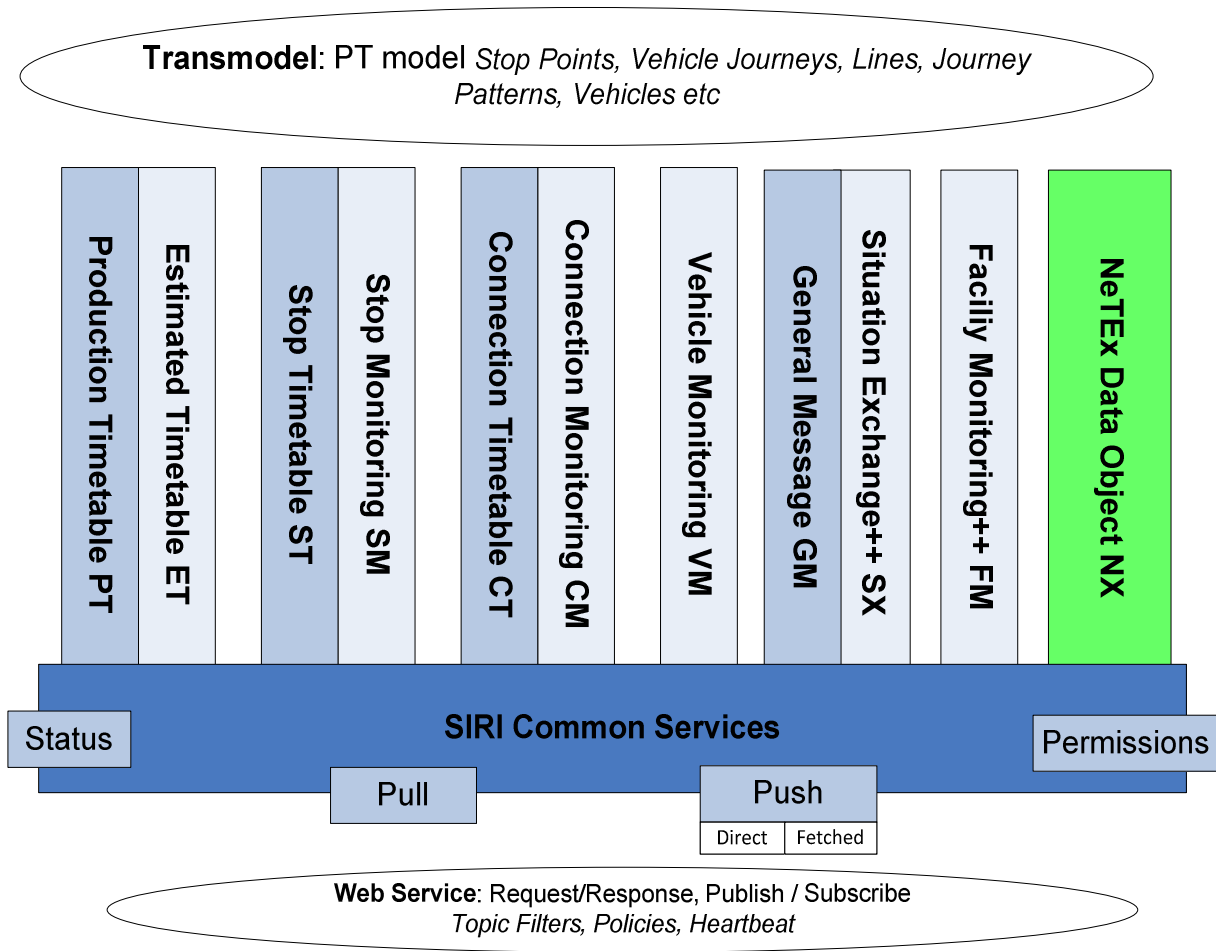 Transmodel: PT model Stop Points, Vehicle Journeys, Lines, Journey
Patterns, Vehicles etc
Production Timetable PT
Estimated Timetable ET
Stop Timetable ST
Stop Monitoring SM
Connection Timetable CT
Connection Monitoring CM
Vehicle Monitoring VM
General Message GM
Situation Exchange++ SX
Faciliy Monitoring++ FM
NeTEx Data Object NX
SIRI Common Services
Status
Permissions
Pull
Push
Direct
Fetched
Web Service: Request/Response, Publish / Subscribe
Topic Filters, Policies, Heartbeat